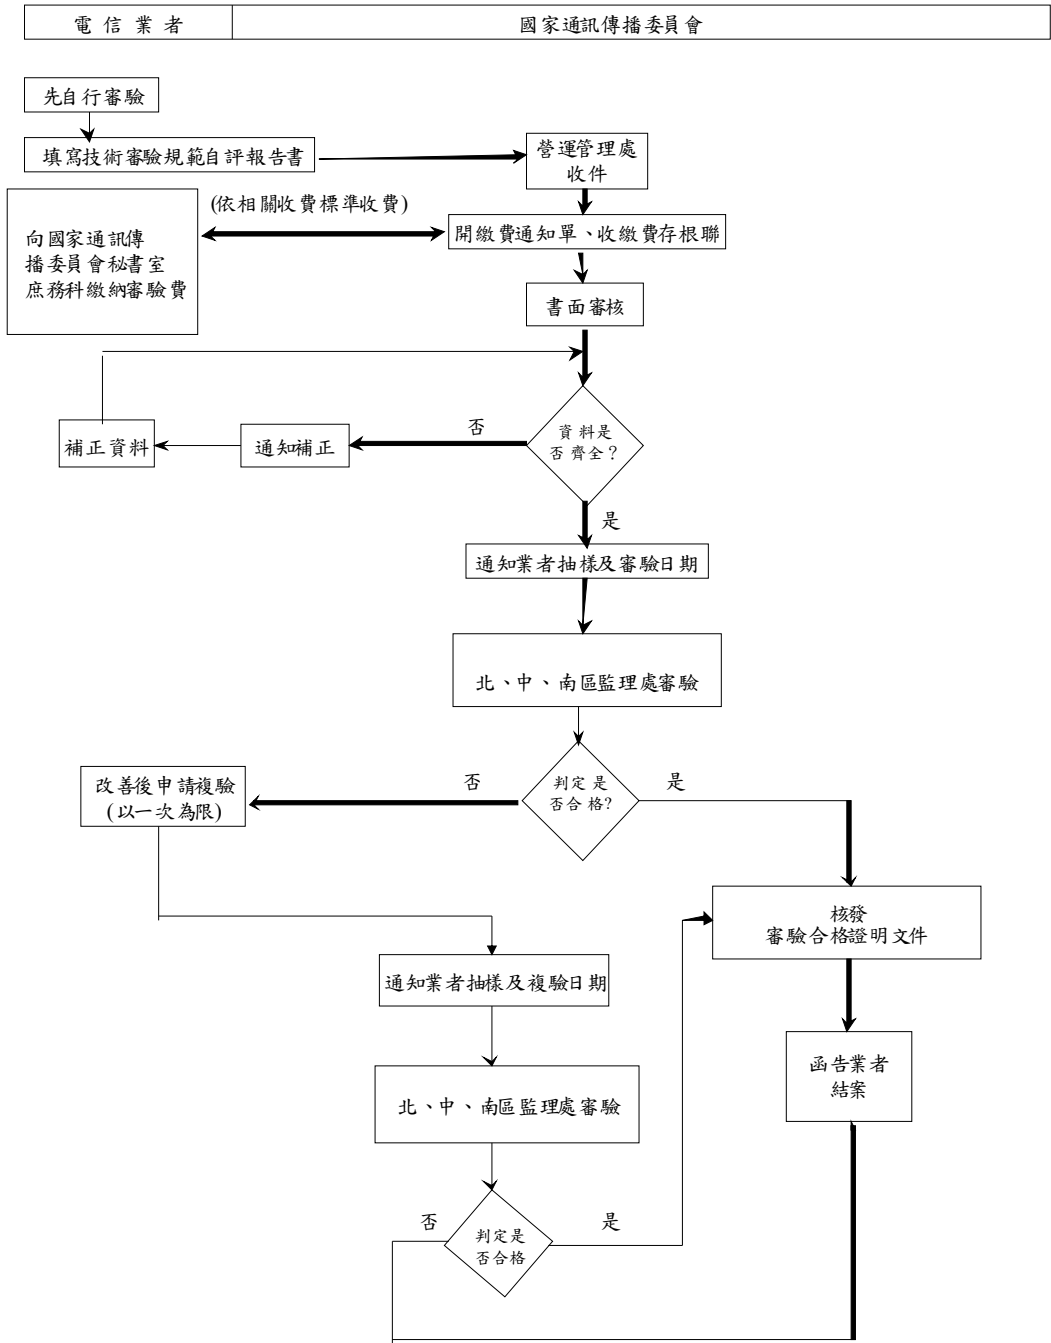 電信業者
國家通訊傳播委員會
先自行審驗
填寫技術審驗規範自評報告書
營運管理處
收件
(依相關收費標準收費)
向國家通訊傳
播委員會秘書室
庶務科繳納審驗費
開繳費通知單、收繳費存根聯
書面審核
補正資料
通知補正
否
資料是
否齊全?
是
通知業者抽樣及審驗日期
北、中、南區監理處審驗
改善後申請複驗
(以一次為限)
否
判定是
否合格?
是
核發
審驗合格證明文件
通知業者抽樣及複驗日期
函告業者
結案
北、中、南區監理處審驗
否
判定是
否合格
是